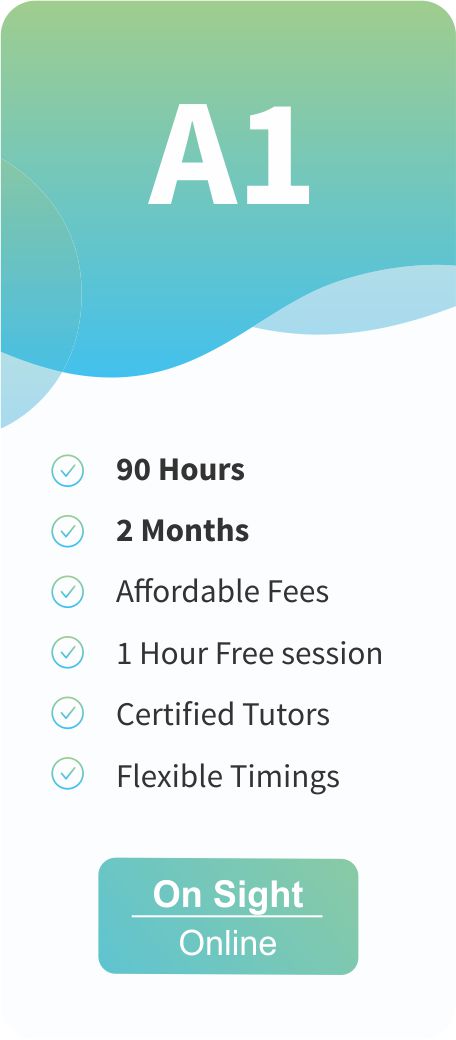 A1
90 Hours
2 Months
Affordable Fees
1 Hour Free session
Certified Tutors
Flexible Timings
On Sight
Online